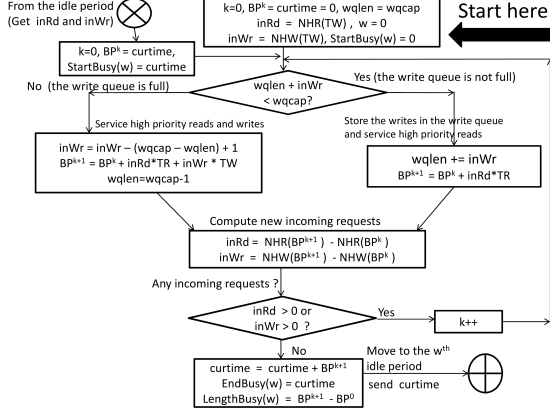 From the idle period
(Get inRd and inWr)
k=0, BP^k = curtime = 0, wqlen = wqcap
inRd = NHR(TW) , w = 0
inWr = NHW(TW), StartBusy(w) = 0
Start here
k=0, BP^k = curtime,
StartBusy(w) = curtime
No (the write queue is full)
wqlen + inWr
< wqcap?
Yes (the write queue is not full)
Service high priority reads and writes
Store the writes in the write queue
and service high priority reads
inWr = inWr – (wqcap – wqlen) + 1
BP^k+1 = BP^k + inRd*TR + inWr * TW
wqlen=wqcap-1
wqlen += inWr
BP^k+1 = BP^k + inRd*TR
Compute new incoming requests
inRd = NHR(BP^k+1 ) - NHR(BP^k)
inWr = NHW(BP^k+1 ) - NHW(BP^k)
Any incoming requests ?
inRd > 0 or
inWr > 0 ?
Yes
k++
No
curtime = curtime + BP^k+1
EndBusy(w) = curtime
LengthBusy(w) = BP^k+1 - BP^0
Move to the w^th
idle period
send curtime